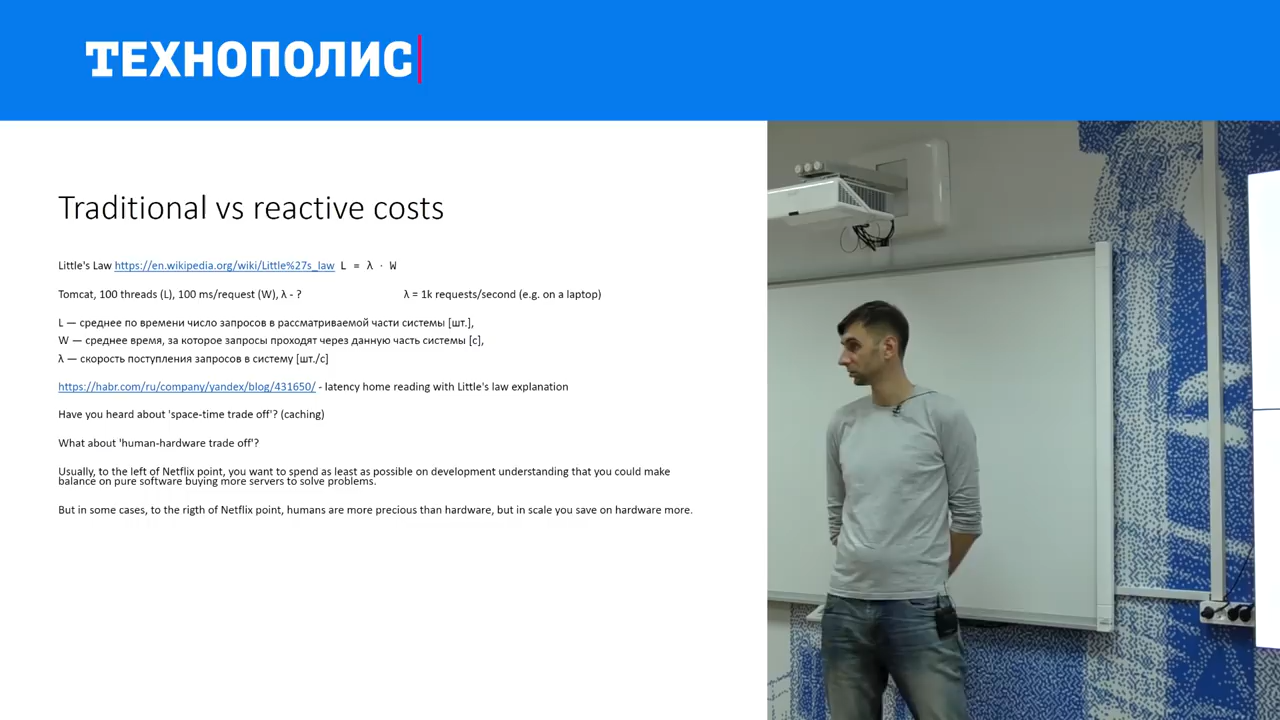 ТЕХНОПОЛИС
Traditional vs reactive costs
Little's Law https://en.wikipedia.org/wiki/Little%27s_law L = λ · W
Tomcat, 100 threads (L), 100 ms/request (W), λ - ? λ = 1k requests/second (e.g. on a laptop)
L — среднее по времени число запросов в рассматриваемой части системы [шт.],
W — среднее время, за которое запросы проходят через данную часть системы [с],
λ — скорость поступления запросов в систему [шт./с]
https://habr.com/ru/company/yandex/blog/431650/ - latency home reading with Little's law explanation
Have you heard about 'space-time trade off'? (caching)
What about 'human-hardware trade off'?
Usually, to the left of Netflix point, you want to spend as least as possible on development understanding that you could make
balance on pure software buying more servers to solve problems.
But in some cases, to the rigth of Netflix point, humans are more precious than hardware, but in scale you save on hardware more.